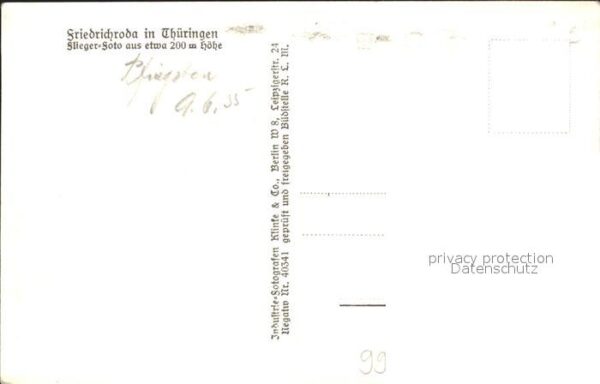 Friedrichroda in Thüringen
Flieger-Foto aus etwa 200 m Höhe
Pfingsten
9.6.35
Industrie-Fotografen Klinke & Co., Berlin W 8, Leipzigerstr. 24
Negativ Nr. 40341 geprüft und freigegeben Bildstelle R. L. M.
privacy protection
Datenschutz
99